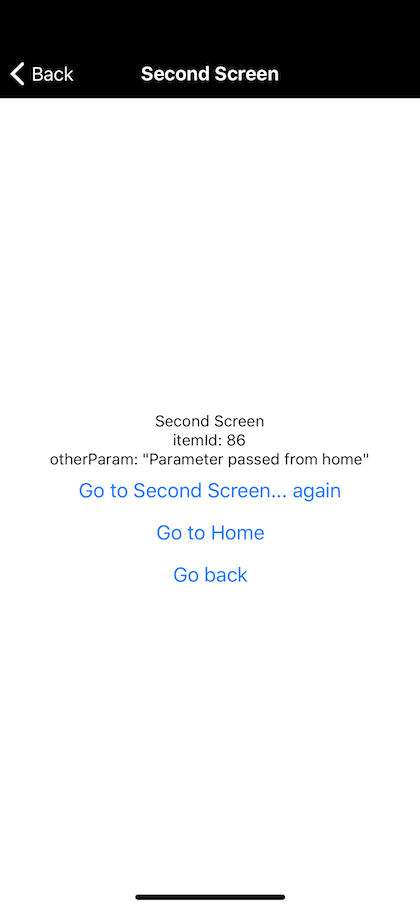 Back
Second Screen
Second Screen
itemId: 86
otherParam: "Parameter passed from home"
Go to Second Screen... again
Go to Home
Go back